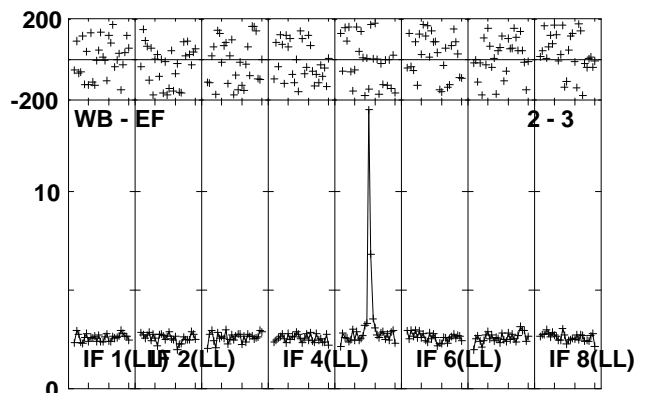 200
-200
WB - EF 2 - 3
10
IF 1(LL) IF 2(LL) IF 4(LL) IF 6(LL) IF 8(LL)
0